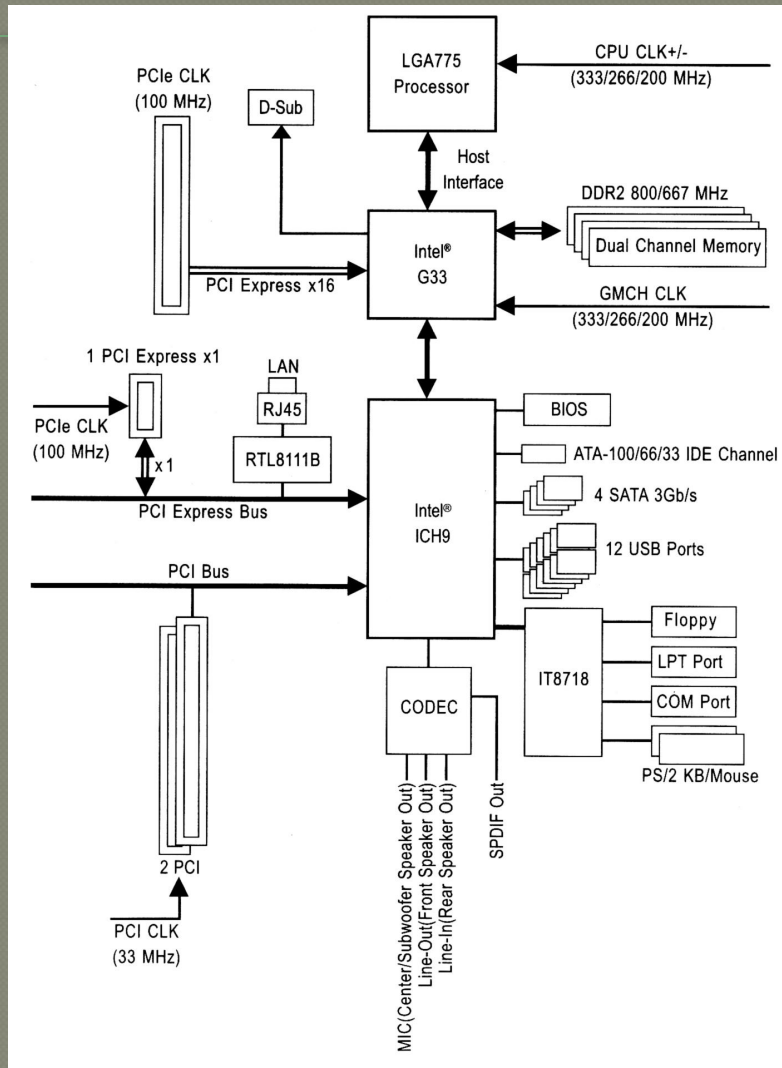 LGA775
Processor
CPU CLK+/-
(333/266/200 MHz)
PCIe CLK
(100 MHz)
D-Sub
Host
Interface
DDR2 800/667 MHz
Dual Channel Memory
Intel®
G33
PCI Express x16
GMCH CLK
(333/266/200 MHz)
1 PCI Express x1
LAN
RJ45
PCIe CLK
(100 MHz)
x1
RTL8111B
PCI Express Bus
Intel®
ICH9
BIOS
ATA-100/66/33 IDE Channel
4 SATA 3Gb/s
12 USB Ports
PCI Bus
IT8718
Floppy
LPT Port
COM Port
PS/2 KB/Mouse
CODEC
MIC(Center/Subwoofer Speaker Out)
Line-Out(Front Speaker Out)
Line-In(Rear Speaker Out)
SPDIF Out
2 PCI
PCI CLK
(33 MHz)